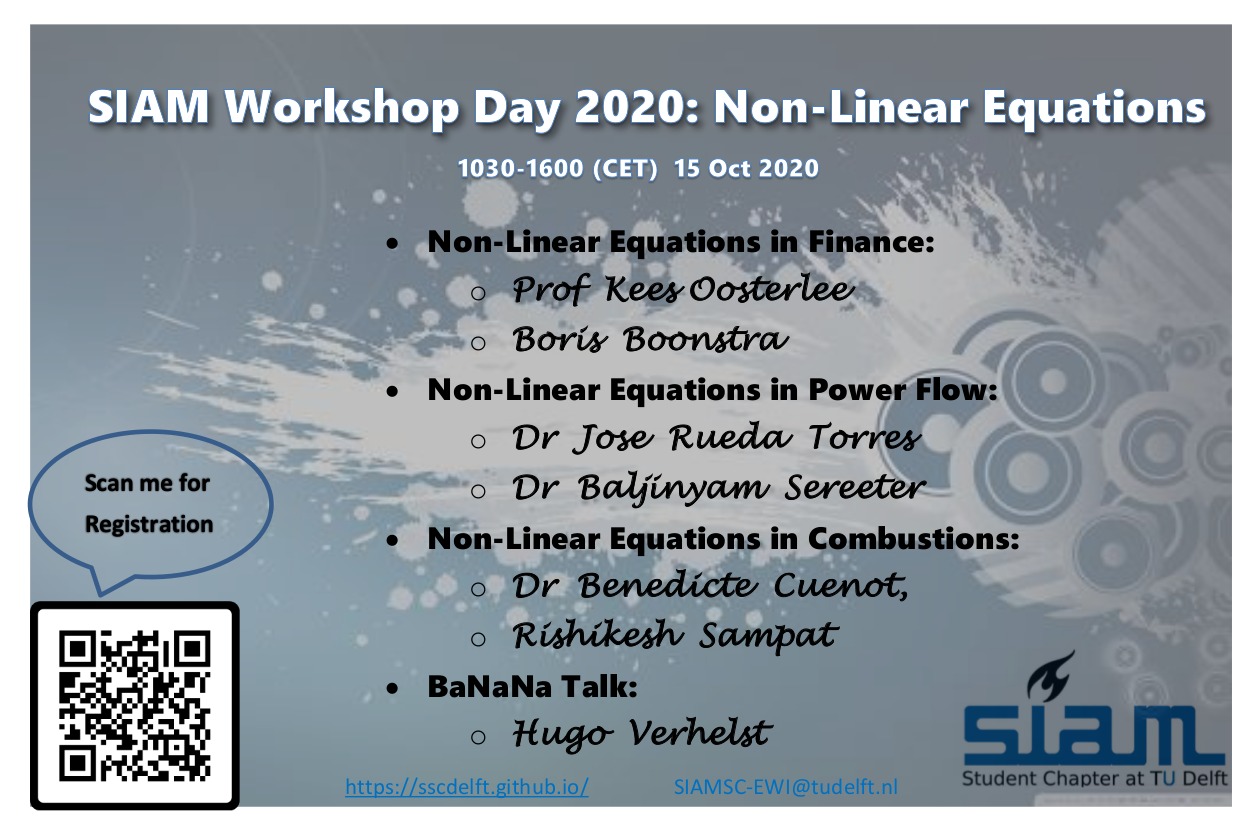 SIAM Workshop Day 2020: Non-Linear Equations
1030-1600 (CET) 15 Oct 2020
• Non-Linear Equations in Finance:
○ Prof Kees Oosterlee
○ Boris Boonstra
• Non-Linear Equations in Power Flow:
○ Dr Jose Rueda Torres
○ Dr Baljinyam Sereeter
• Non-Linear Equations in Combustions:
○ Dr Benedicte Cuenot,
○ Rishikesh Sampat
• BaNaNa Talk:
○ Hugo Verhelst
Scan me for
Registration
https://sscdelft.github.io/ SIAMSC-EWI@tudelft.nl
siam
Student Chapter at TU Delft